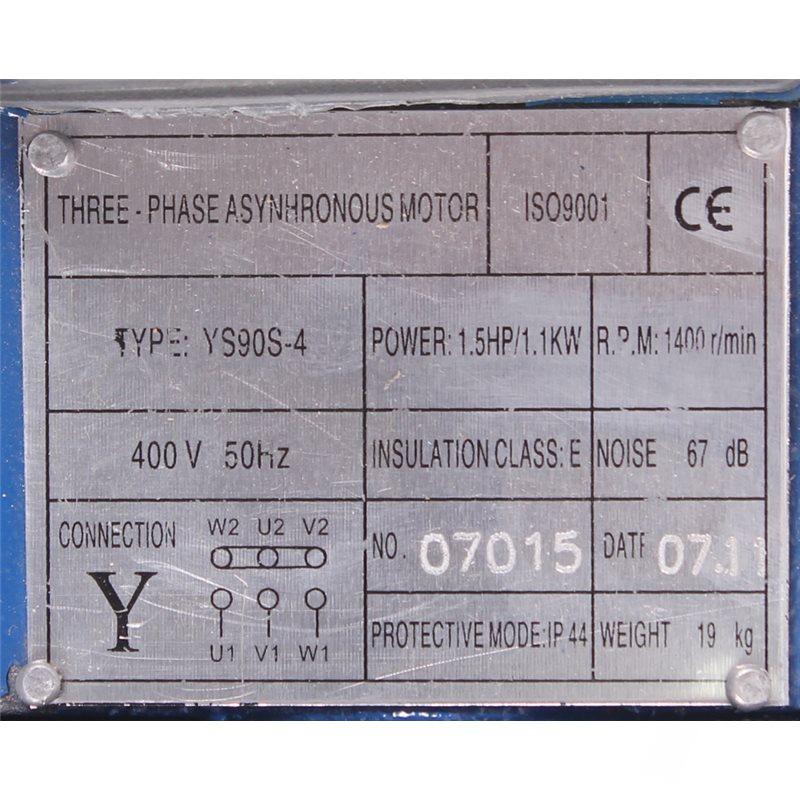 THREE - PHASE ASYNHRONOUS MOTOR ISO9001 CE
TYPE: YS90S-4 POWER: 1.5HP/1.1KW R.P.M: 1400 r/min
400 V 50Hz INSULATION CLASS: E NOISE 67 dB
CONNECTION W2 U2 V2 NO. 07015 DATE 07.11
Y
U1 V1 W1 PROTECTIVE MODE: IP 44 WEIGHT 19 kg